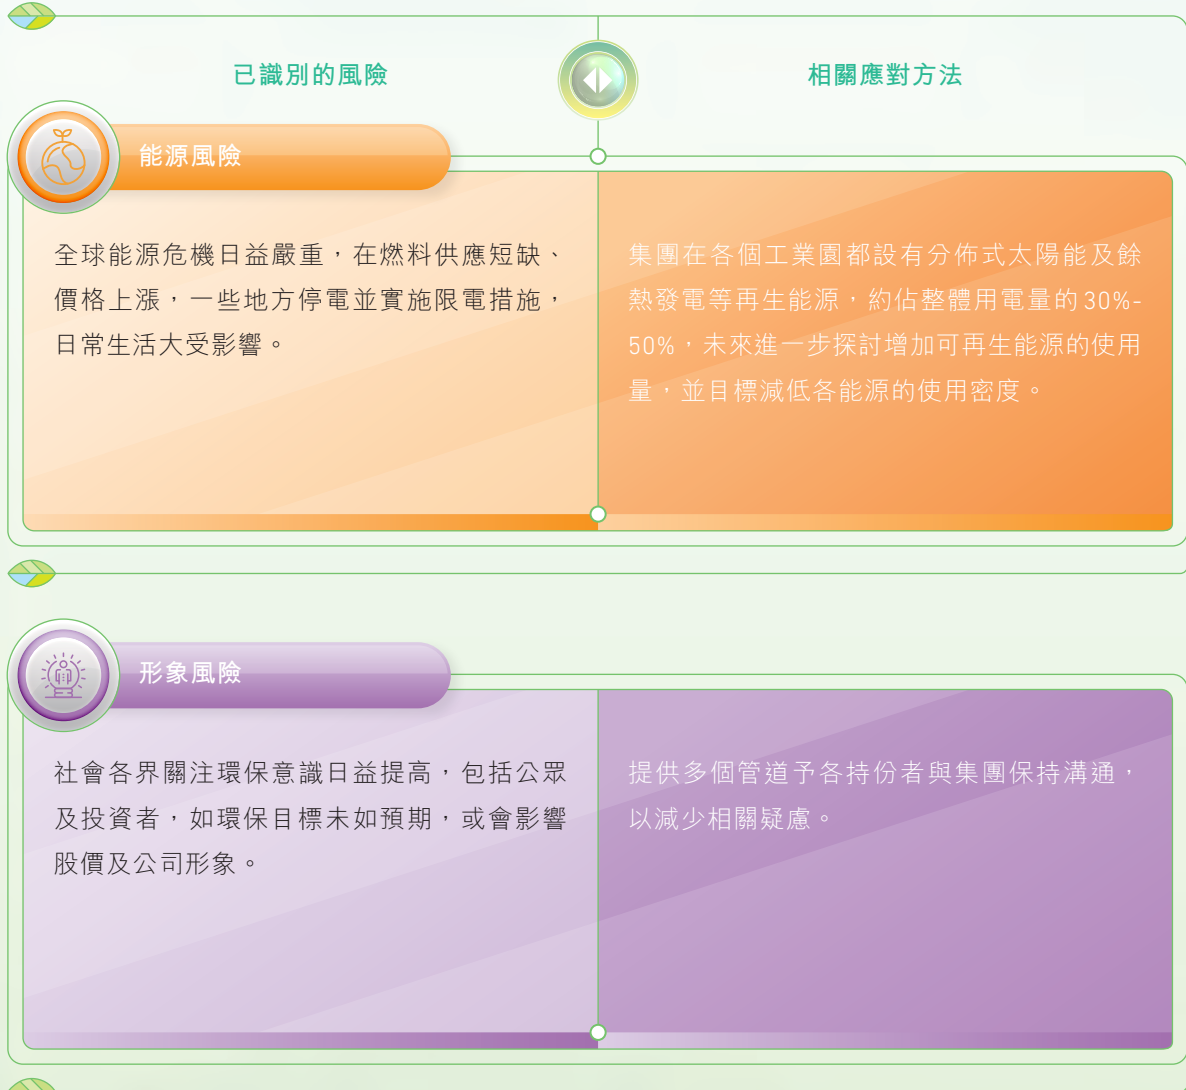 已識別的風險
相關應對方法
能源風險
全球能源危機日益嚴重，在燃料供應短缺、
價格上漲，一些地方停電並實施限電措施，
日常生活大受影響。
集團在各個工業園都設有分佈式太陽能及餘
熱發電等再生能源，約佔整體用電量的30%-
50%，未來進一步探討增加可再生能源的使用
量，並目標減低各能源的使用密度。
形象風險
社會各界關注環保意識日益提高，包括公眾
及投資者，如環保目標未如預期，或會影響
股價及公司形象。
提供多個管道予各持份者與集團保持溝通，
以減少相關疑慮。